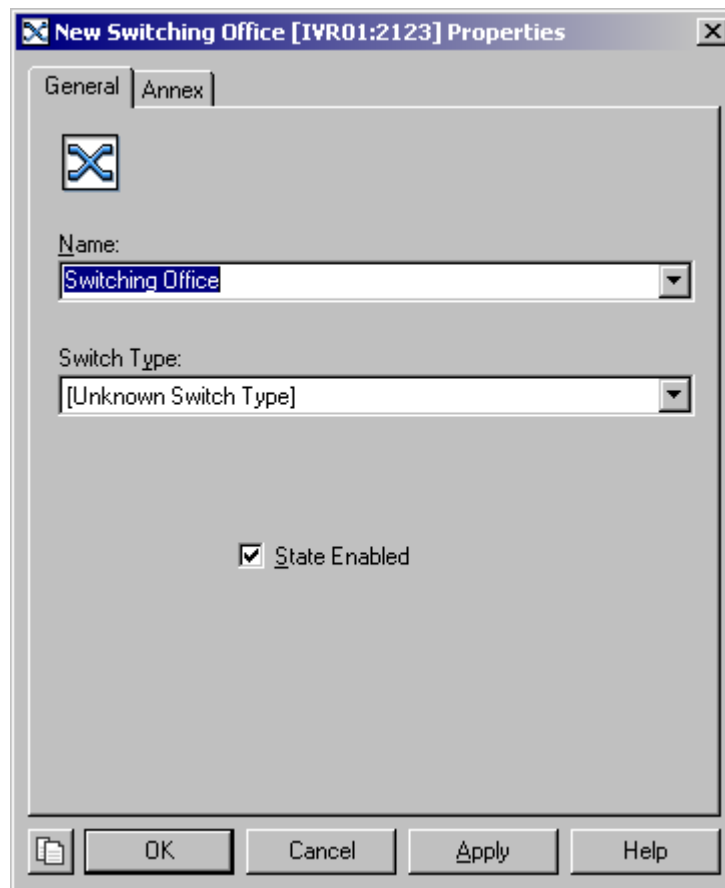 New Switching Office [IVR01:2123] Properties
General Annex
Name:
Switching Office
Switch Type:
[Unknown Switch Type]
State Enabled
OK Cancel Apply Help